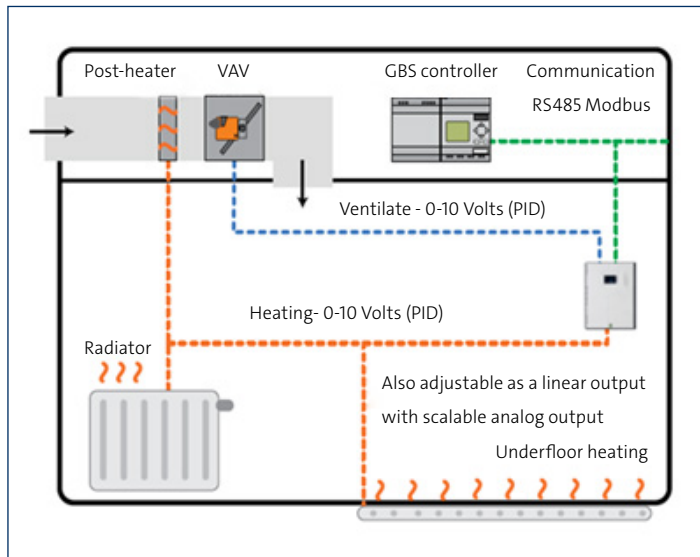 Post-heater
VAV
GBS controller
Communication
RS485 Modbus
Ventilate - 0-10 Volts (PID)
Heating- 0-10 Volts (PID)
Radiator
Also adjustable as a linear output
with scalable analog output
Underfloor heating